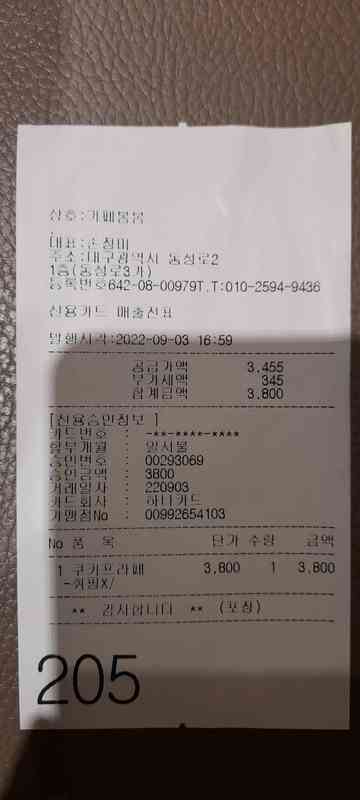 상호:카페봄봄
대표:손정미
주소:대구광역시 동성로2
1층(동성로3가)
등록번호642-08-00979T.T:010-2594-9436
신용카드 매출전표
발행시각:2022-09-03 16:59
공급가액 3,455
부가세액 345
합계금액 3,800
[신용승인정보 ]
카드번호 : -**-****-****
할부개월 : 일시불
승인번호 : 00293069
승인금액 : 3800
거래일자 : 220903
카드회사 : 하나카드
가맹점No : 00992654103
No 품 목 단가 수량 금액
1 쿠키프라페 3,800 1 3,800
-휘핑X/
** 감사합니다 ** (포장)
205